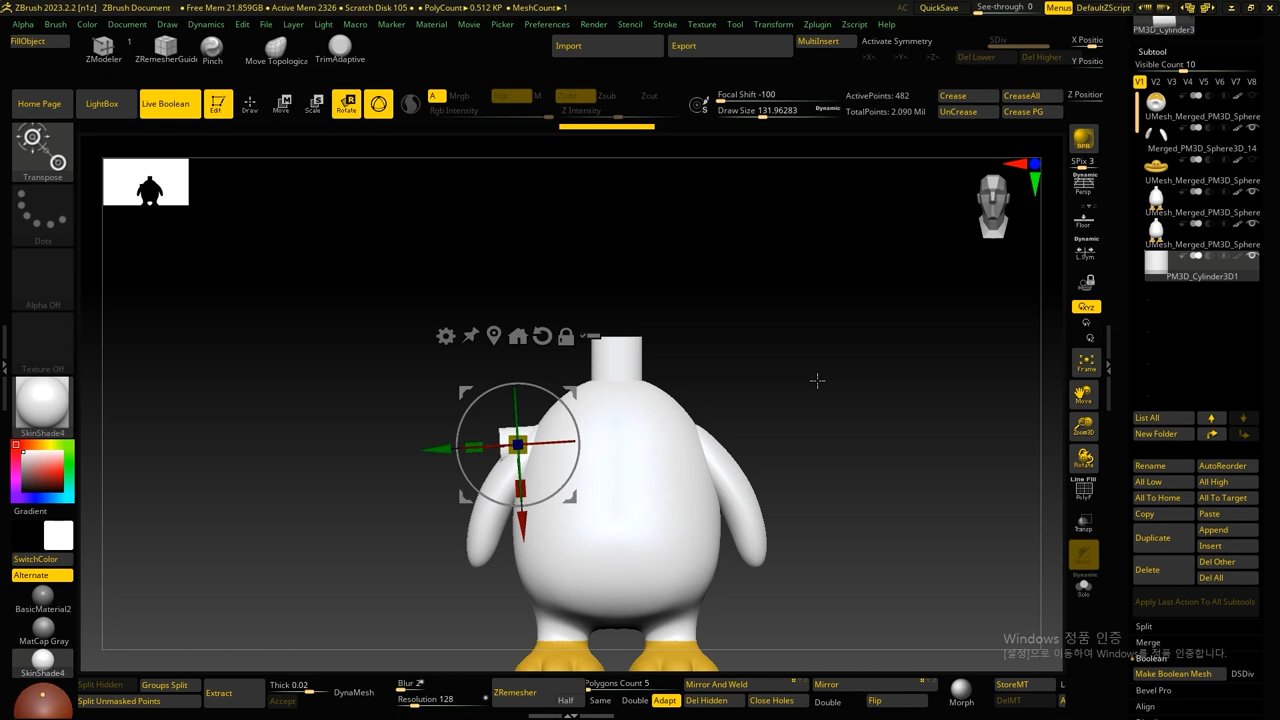 ZBrush 2023.2.2 [n1z] ZBrush Document • Free Mem 21.859GB • Active Mem 2326 • Scratch Disk 105 • PolyCount▸0.512 KP • MeshCount▸1
AC QuickSave See-through 0 Menus DefaultZScript
Alpha Brush Color Document Draw Dynamics Edit File Layer Light Macro Marker Material Movie Picker Preferences Render Stencil Stroke Texture Tool Transform Zplugin Zscript Help
FillObject
ZModeler 1 ZRemesherGuide Pinch Move Topologica TrimAdaptive
Import Export MultiInsert Activate Symmetry
>X< >Y< >Z<
SDiv
Del Lower Del Higher
X Positio
Y Positio
Z Position
Home Page LightBox Live Boolean Edit Draw Move Scale Rotate
A Mrgb Rgb M Zadd Zsub Zcut
Rgb Intensity Z Intensity
Focal Shift -100
Draw Size 131.96283 Dynamic
ActivePoints: 482
TotalPoints: 2.090 Mil
Crease CreaseAll
UnCrease Crease PG
Transpose
Dots
Alpha Off
Texture Off
SkinShade4
Gradient
SwitchColor
Alternate
BasicMaterial2
MatCap Gray
SkinShade4
BPR
SPix 3
Dynamic
Persp
Floor
Dynamic
L.Sym
XYZ
Frame
Move
Zoom3D
Rotate
Line Fill
PolyF
Transp
Dynamic
Solo
PM3D_Cylinder3
Subtool
Visible Count 10
V1 V2 V3 V4 V5 V6 V7 V8
UMesh_Merged_PM3D_Sphere
Merged_PM3D_Sphere3D_14
UMesh_Merged_PM3D_Sphere
UMesh_Merged_PM3D_Sphere
UMesh_Merged_PM3D_Sphere
PM3D_Cylinder3D1
List All
New Folder
Rename AutoReorder
All Low All High
All To Home All To Target
Copy Paste
Duplicate Append
Insert
Delete Del Other
Del All
Apply Last Action To All Subtools
Split
Merge
Boolean
Make Boolean Mesh DSDiv
Bevel Pro
Align
Windows 정품 인증
[설정]으로 이동하여 Windows를 정품 인증합니다.
Split Hidden Groups Split
Split Unmasked Points
Extract
Thick 0.02
Accept
DynaMesh
Blur 2
Resolution 128
ZRemesher Half
Polygons Count 5
Same Double Adapt
Mirror And Weld
Del Hidden Close Holes
Mirror
Double Flip
Morph
StoreMT
DelMT